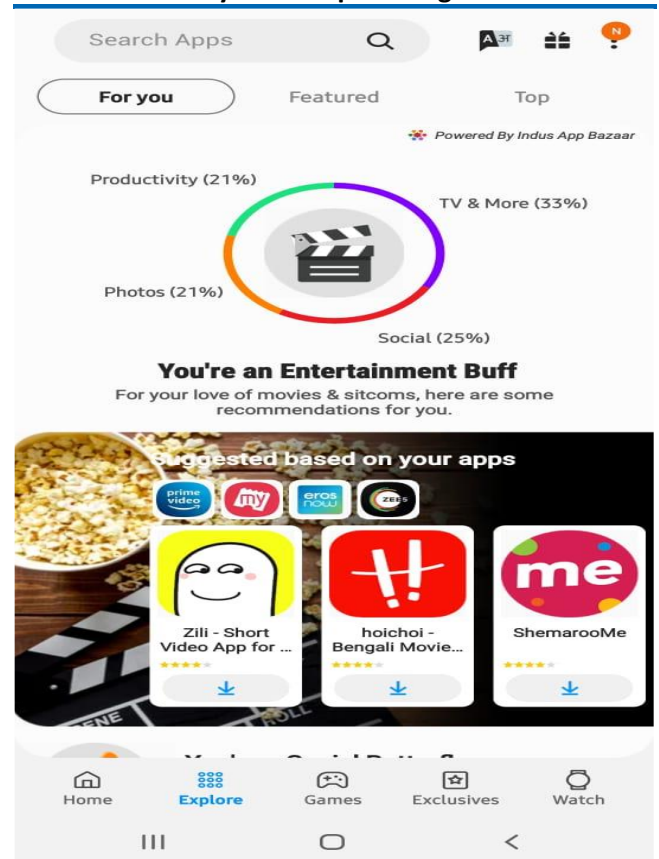 Search Apps
A अ
N
For you
Featured
Top
Powered By Indus App Bazaar
Productivity (21%)
TV & More (33%)
Photos (21%)
Social (25%)
You're an Entertainment Buff
For your love of movies & sitcoms, here are some
recommendations for you.
Suggested based on your apps
prime
video
my
eros
now
ZEE5
me
Zili - Short
Video App for ...
hoichoi -
Bengali Movie...
ShemarooMe
ROLL
Home
Explore
Games
Exclusives
Watch